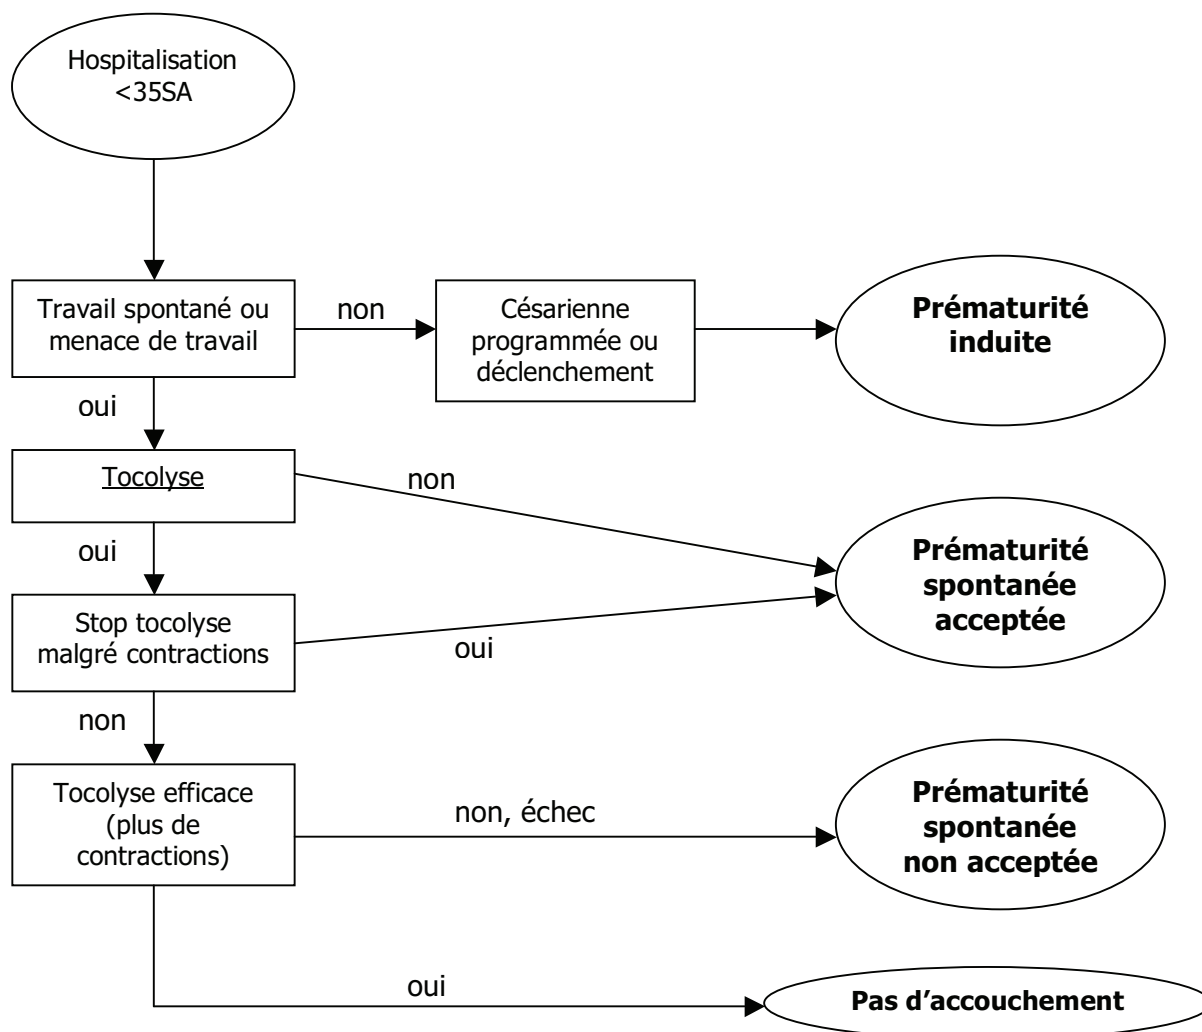 Hospitalisation
<35SA
Travail spontané ou
menace de travail
non
Césarienne
programmée ou
déclenchement
Prématurité
induite
oui
Tocolyse
non
oui
Prématurité
spontanée
acceptée
Stop tocolyse
malgré contractions
oui
non
Tocolyse efficace
(plus de
contractions)
non, échec
Prématurité
spontanée
non acceptée
oui
Pas d’accouchement